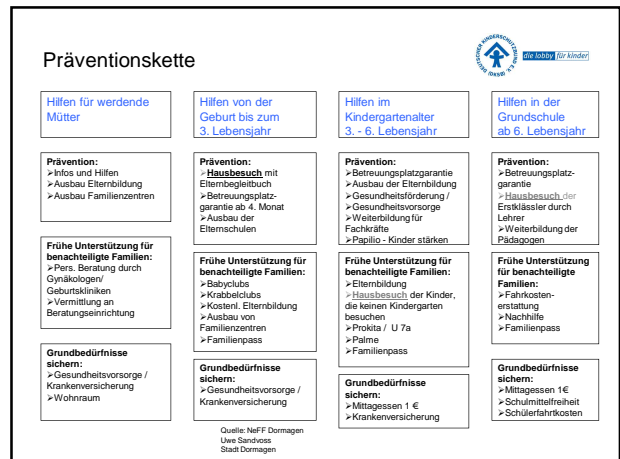 Präventionskette
DEUTSCHER KINDERSCHUTZBUND E.V. (DKSB)
die lobby für kinder
Hilfen für werdende
Mütter
Prävention:
➢Infos und Hilfen
➢Ausbau Elternbildung
➢Ausbau Familienzentren
Frühe Unterstützung für
benachteiligte Familien:
➢Pers. Beratung durch
Gynäkologen/
Geburtskliniken
➢Vermittlung an
Beratungseinrichtung
Grundbedürfnisse
sichern:
➢Gesundheitsvorsorge /
Krankenversicherung
➢Wohnraum
Hilfen von der
Geburt bis zum
3. Lebensjahr
Prävention:
➢Hausbesuch mit
Elternbegleitbuch
➢Betreuungsplatz-
garantie ab 4. Monat
➢Ausbau der
Elternschulen
Frühe Unterstützung für
benachteiligte Familien:
➢Babyclubs
➢Krabbelclubs
➢Kostenl. Elternbildung
➢Ausbau von
Familienzentren
➢Familienpass
Grundbedürfnisse
sichern:
➢Gesundheitsvorsorge /
Krankenversicherung
Hilfen im
Kindergartenalter
3. - 6. Lebensjahr
Prävention:
➢Betreuungsplatzgarantie
➢Ausbau der Elternbildung
➢Gesundheitsförderung /
➢Gesundheitsvorsorge
➢Weiterbildung für
Fachkräfte
➢Papilio - Kinder stärken
Frühe Unterstützung für
benachteiligte Familien:
➢Elternbildung
➢Hausbesuch der Kinder,
die keinen Kindergarten
besuchen
➢Prokita / U 7a
➢Palme
➢Familienpass
Grundbedürfnisse
sichern:
➢Mittagessen 1 €
➢Krankenversicherung
Hilfen in der
Grundschule
ab 6. Lebensjahr
Prävention:
➢Betreuungsplatz-
garantie
➢Hausbesuch der
Erstklässler durch
Lehrer
➢Weiterbildung der
Pädagogen
Frühe Unterstützung
für benachteiligte
Familien:
➢Fahrkosten-
erstattung
➢Nachhilfe
➢Familienpass
Grundbedürfnisse
sichern:
➢Mittagessen 1€
➢Schulmittelfreiheit
➢Schülerfahrtkosten
Quelle: NeFF Dormagen
Uwe Sandvoss
Stadt Dormagen